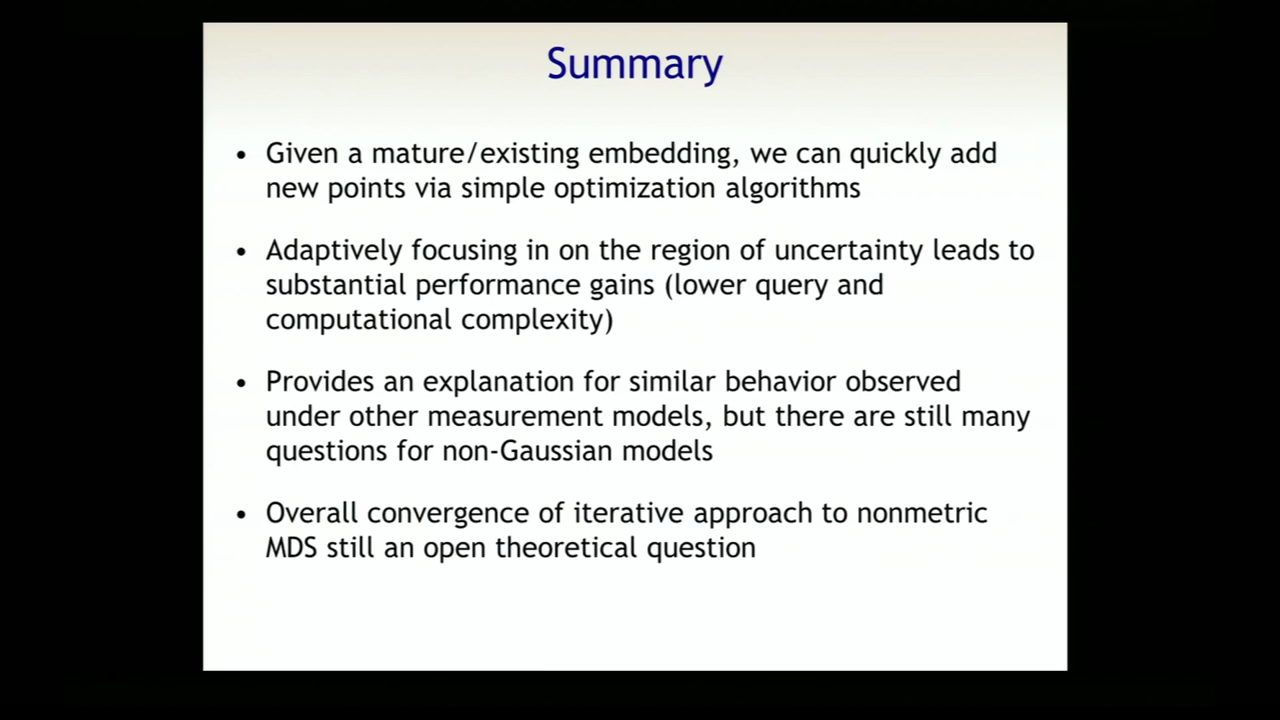 Summary
• Given a mature/existing embedding, we can quickly add
new points via simple optimization algorithms
• Adaptively focusing in on the region of uncertainty leads to
substantial performance gains (lower query and
computational complexity)
• Provides an explanation for similar behavior observed
under other measurement models, but there are still many
questions for non-Gaussian models
• Overall convergence of iterative approach to nonmetric
MDS still an open theoretical question